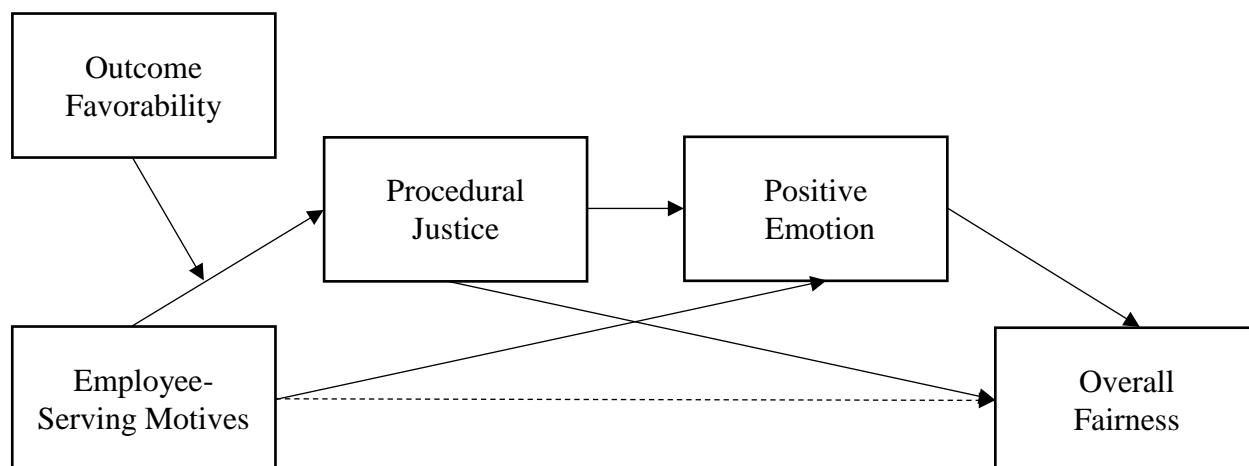 Outcome
Favorability
Procedural
Justice
Positive
Emotion
Employee-
Serving Motives
Overall
Fairness